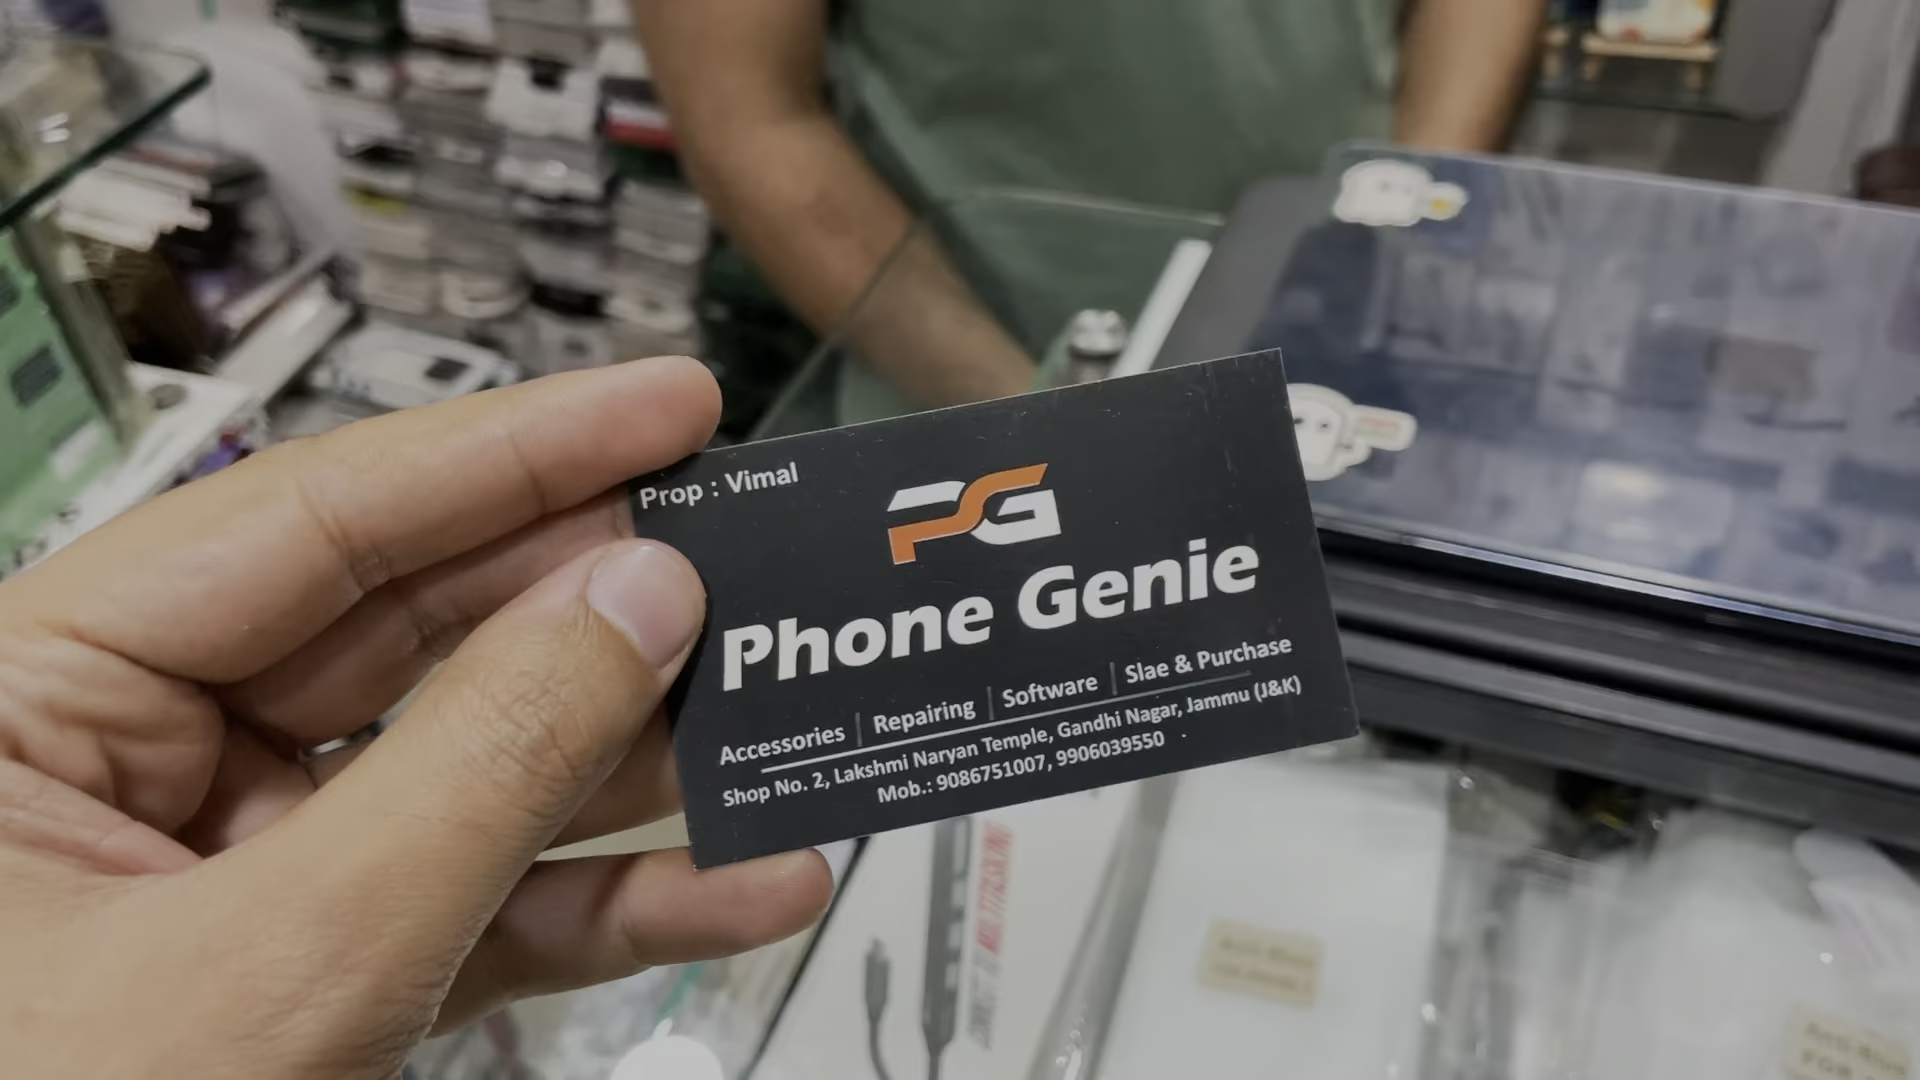 Prop : Vimal
PG
Phone Genie
Accessories | Repairing | Software | Slae & Purchase
Shop No. 2, Lakshmi Naryan Temple, Gandhi Nagar, Jammu (J&K)
Mob.: 9086751007, 9906039550
MULTITASKING